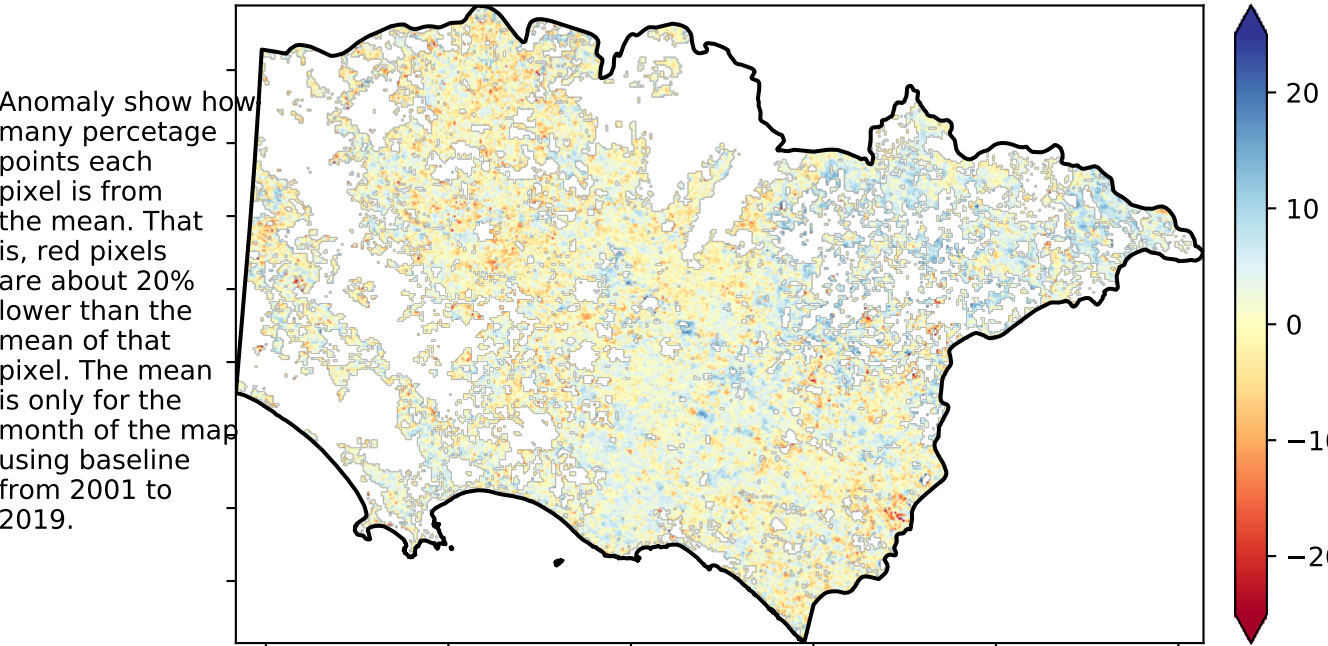 Anomaly show how
many percetage
points each
pixel is from
the mean. That
is, red pixels
are about 20%
lower than the
mean of that
pixel. The mean
is only for the
month of the map
using baseline
from 2001 to
2019.
20
10
0
−10
−20